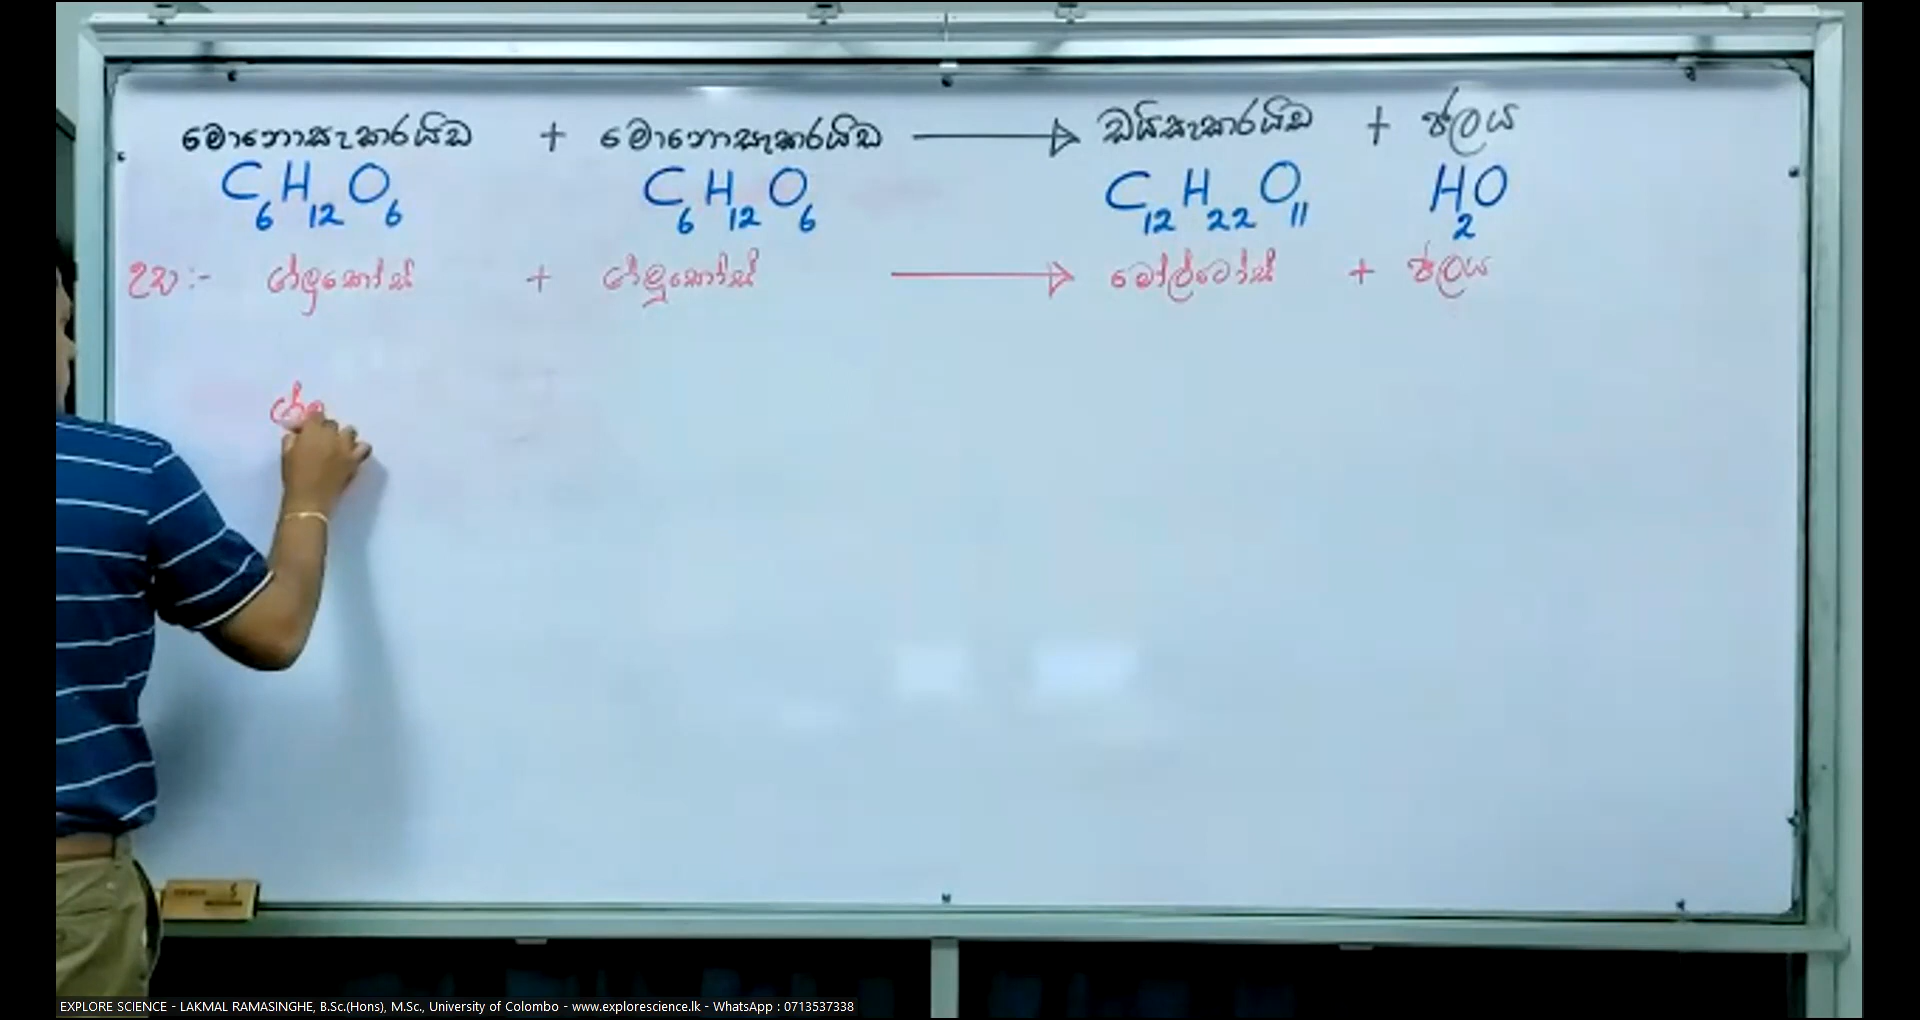 මොනොසැකරයිඩ + මොනොසැකරයිඩ → ඩයිසැකරයිඩ + ජලය
C₆H₁₂O₆ C₆H₁₂O₆ C₁₂H₂₂O₁₁ H₂O
උදා :- ග්ලූකෝස් + ග්ලූකෝස් → මෝල්ටෝස් + ජලය
EXPLORE SCIENCE - LAKMAL RAMASINGHE, B.Sc.(Hons), M.Sc., University of Colombo - www.explorescience.lk - WhatsApp : 0713537338